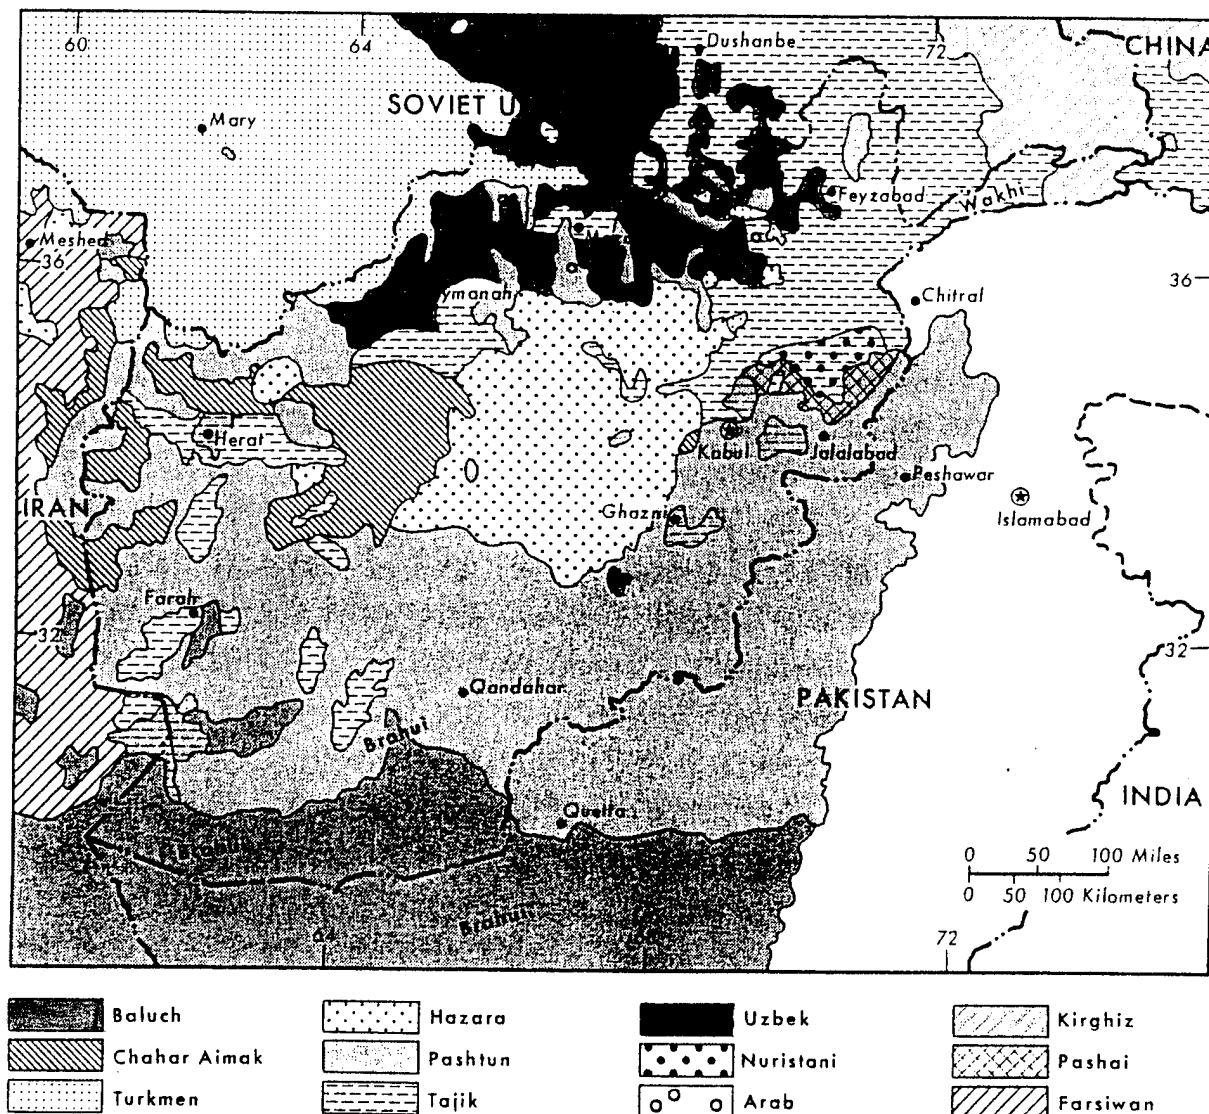 60
64
72
Dushanbe
CHINA
SOVIET U
Mary
Feyzabad
Wakhi
Meshed
36
36
ymanah
Chitral
Herat
Kabul
Jalalabad
Peshawar
IRAN
Ghazni
Islamabad
Farah
32
32
Qandahar
PAKISTAN
Brahui
INDIA
Quetta
Brahui
0 50 100 Miles
0 50 100 Kilometers
Brahui
64
72
Baluch
Hazara
Uzbek
Kirghiz
Chahar Aimak
Pashtun
Nuristani
Pashai
Turkmen
Tajik
Arab
Farsiwan